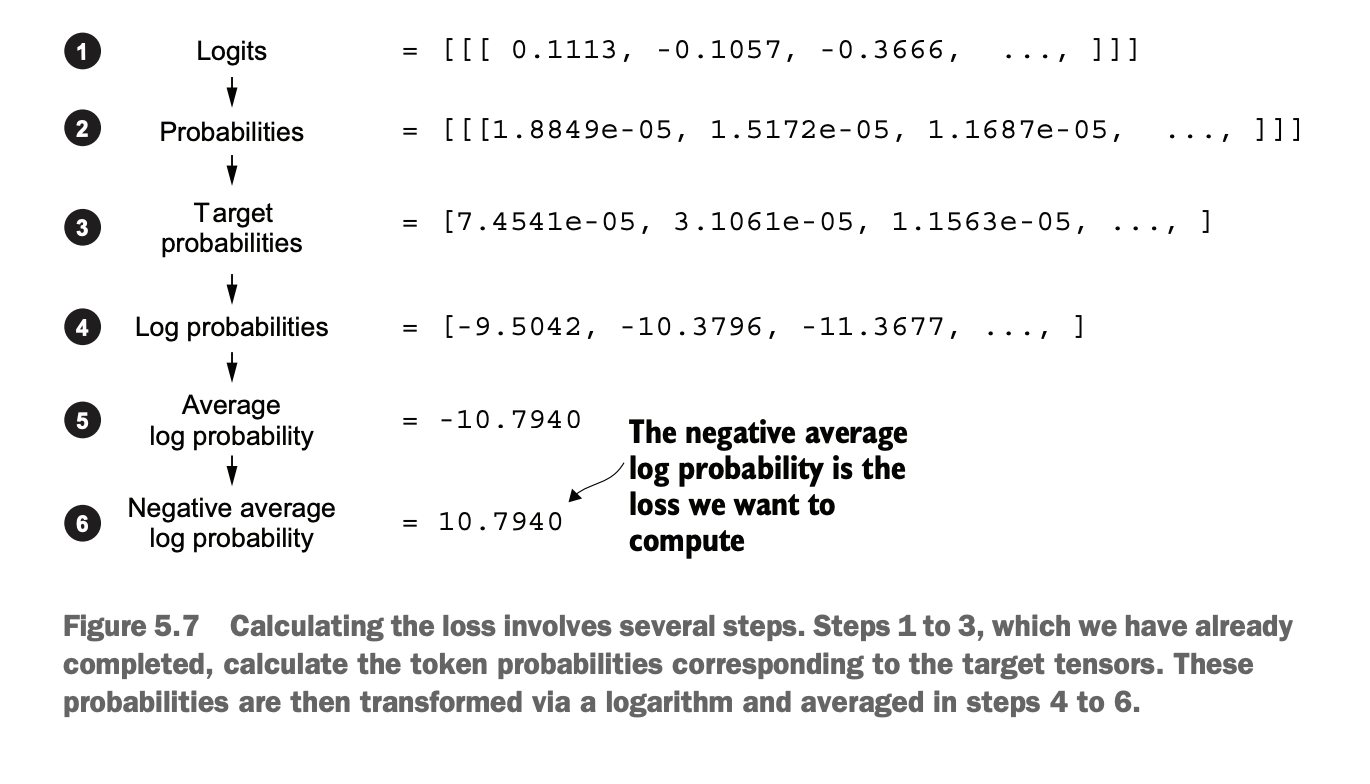 1 Logits = [[[ 0.1113, -0.1057, -0.3666, ..., ]]]
2 Probabilities = [[[1.8849e-05, 1.5172e-05, 1.1687e-05, ..., ]]]
3 Target
probabilities = [7.4541e-05, 3.1061e-05, 1.1563e-05, ..., ]
4 Log probabilities = [-9.5042, -10.3796, -11.3677, ..., ]
5 Average
log probability = -10.7940
6 Negative average
log probability = 10.7940
The negative average
log probability is the
loss we want to
compute
Figure 5.7 Calculating the loss involves several steps. Steps 1 to 3, which we have already
completed, calculate the token probabilities corresponding to the target tensors. These
probabilities are then transformed via a logarithm and averaged in steps 4 to 6.